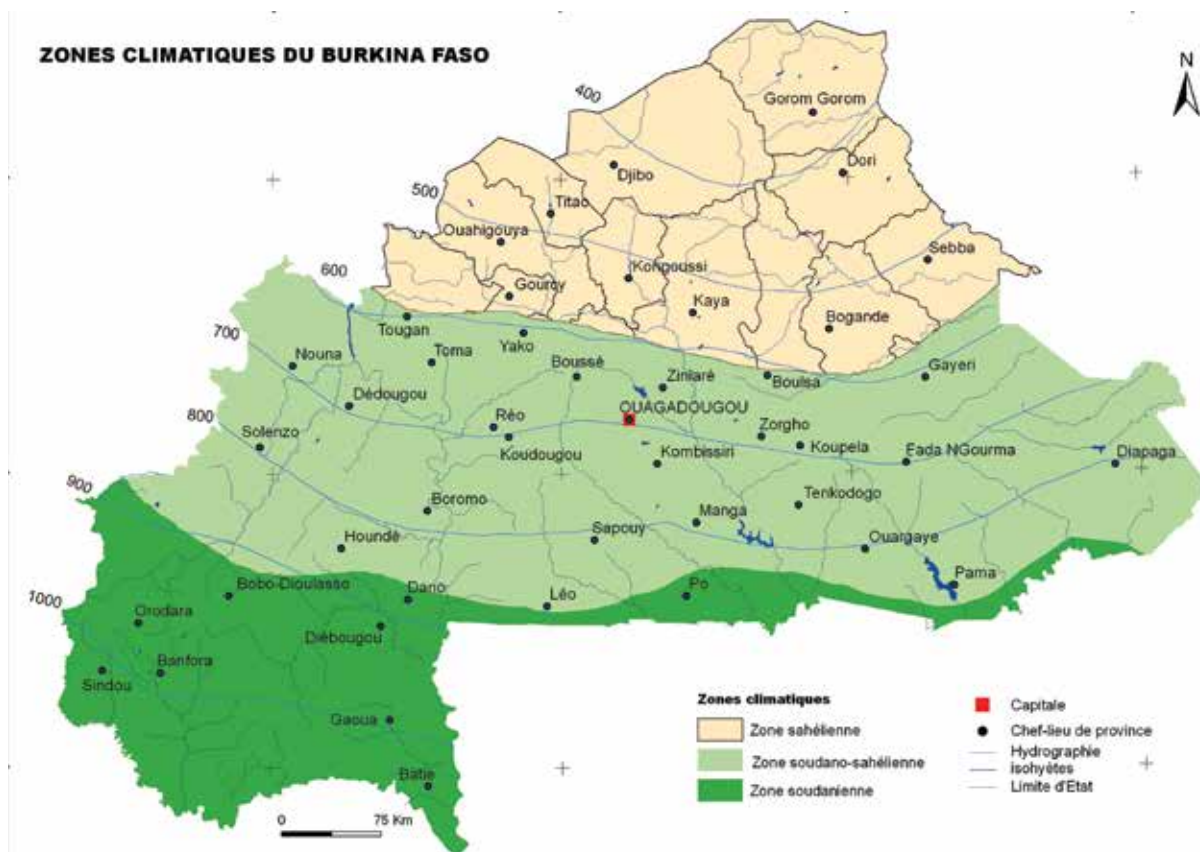 ZONES CLIMATIQUES DU BURKINA FASO
N
400
Gorom Gorom
Dori
Djibo
500
Titao
Ouahigouya
Sebba
Kongoussi
600
Gourcy
Kaya
Bogande
Tougan
700
Yako
Nouna
Toma
Boussé
Ziniaré
Boulsa
Gayeri
Dédougou
800
Réo
OUAGADOUGOU
Zorgho
Solenzo
Koudougou
Kombissiri
Koupela
Fada NGourma
Diapaga
900
Boromo
Manga
Tenkodogo
Houndé
Sapouy
Ouargaye
Bobo-Dioulasso
Dano
Léo
Po
Pama
1000
Orodara
Diébougou
Banfora
Sindou
Gaoua
Batie
0
75 Km
Zones climatiques
Zone sahélienne
Zone soudano-sahélienne
Zone soudanienne
Capitale
Chef-lieu de province
Hydrographie
isohyètes
Limite d'Etat